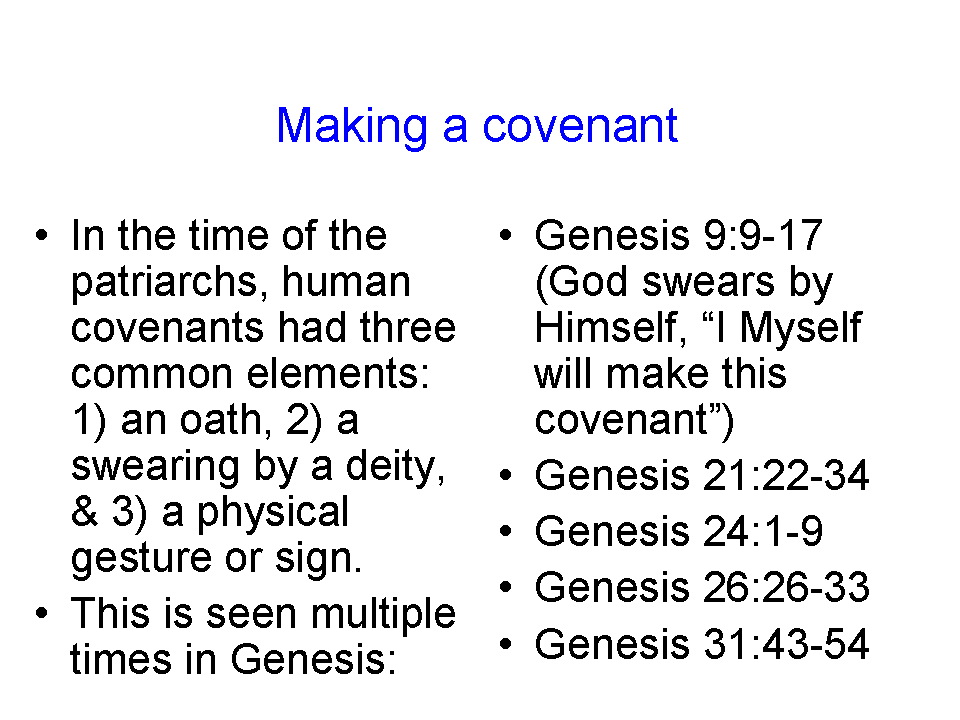 Making a covenant
• In the time of the
patriarchs, human
covenants had three
common elements:
1) an oath, 2) a
swearing by a deity,
& 3) a physical
gesture or sign.
• This is seen multiple
times in Genesis:
• Genesis 9:9-17
(God swears by
Himself, “I Myself
will make this
covenant”)
• Genesis 21:22-34
• Genesis 24:1-9
• Genesis 26:26-33
• Genesis 31:43-54